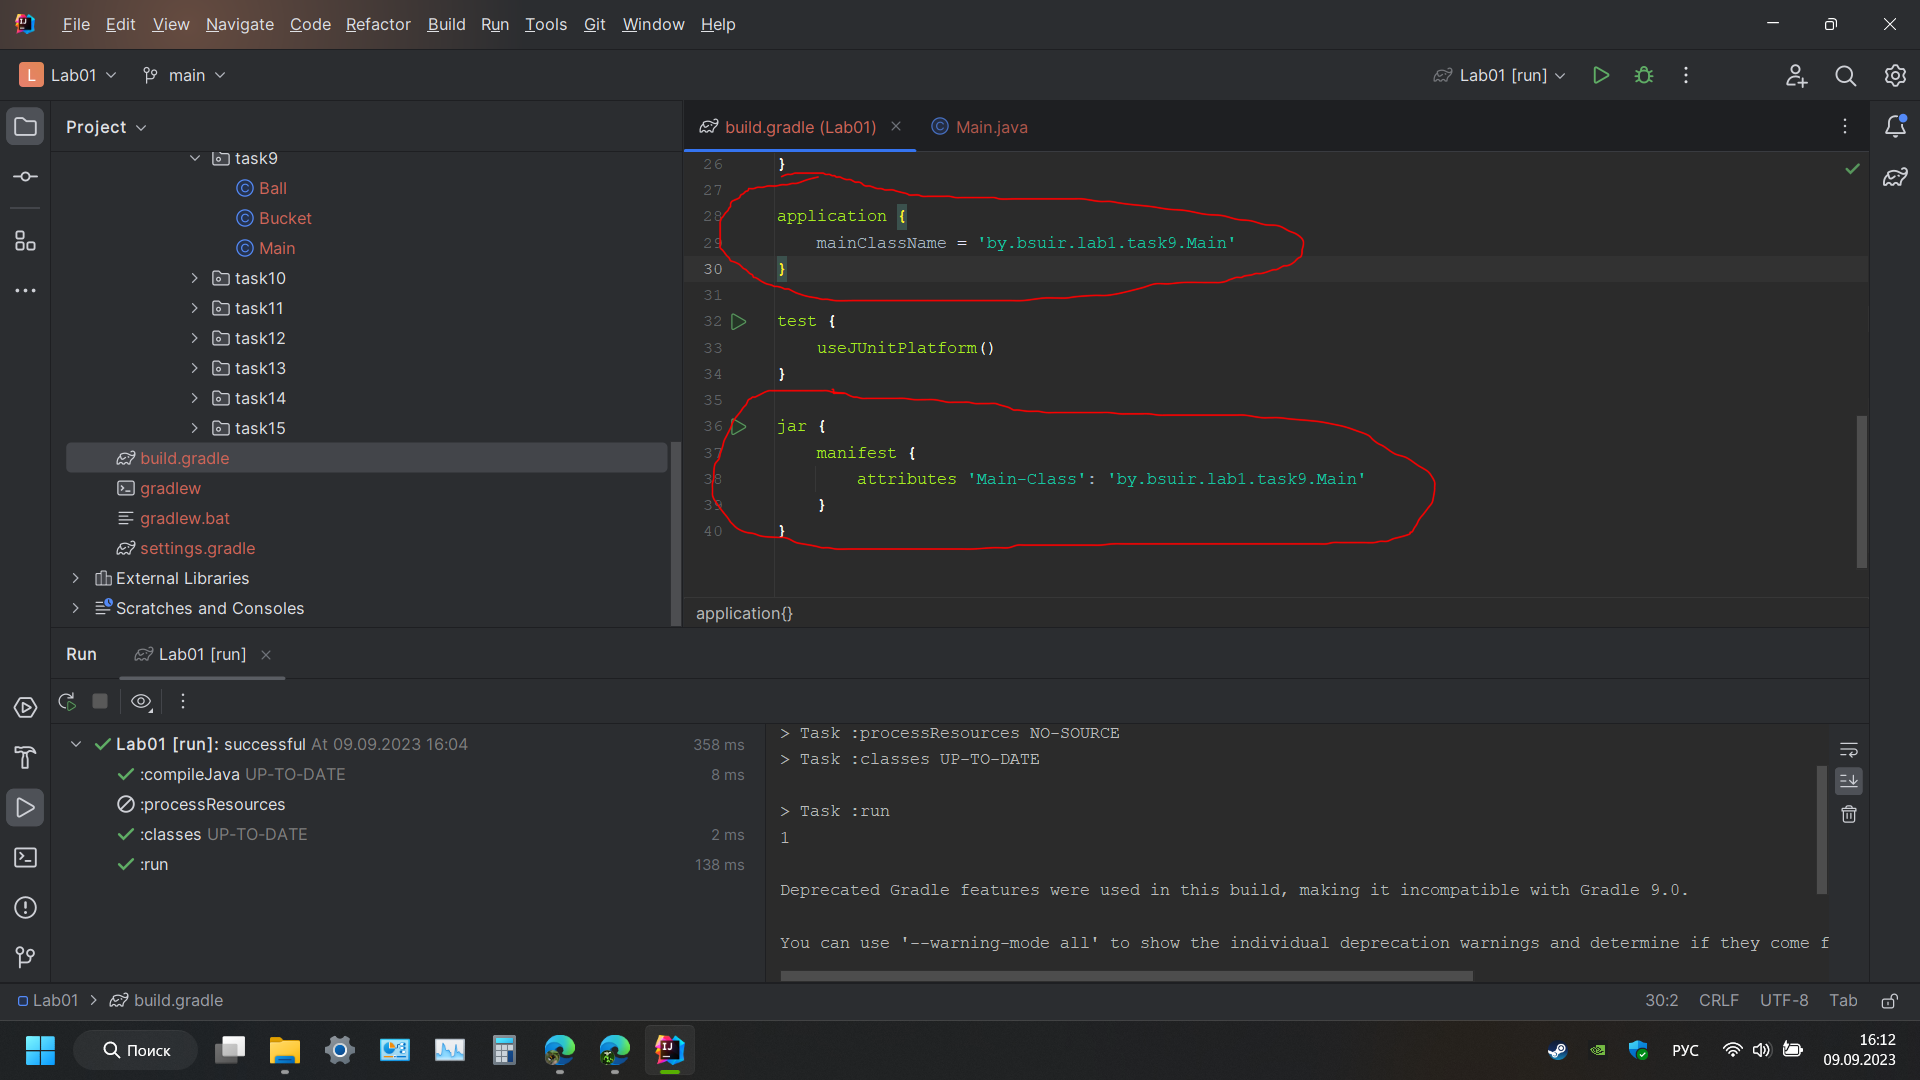 File Edit View Navigate Code Refactor Build Run Tools Git Window Help
L Lab01 main Lab01 [run]
Project
task9
Ball
Bucket
Main
task10
task11
task12
task13
task14
task15
build.gradle
gradlew
gradlew.bat
settings.gradle
External Libraries
Scratches and Consoles
build.gradle (Lab01) Main.java
26 }
27
28 application {
29 mainClassName = 'by.bsuir.lab1.task9.Main'
30 }
31
32 test {
33 useJUnitPlatform()
34 }
35
36 jar {
37 manifest {
38 attributes 'Main-Class': 'by.bsuir.lab1.task9.Main'
39 }
40 }
application{}
Run Lab01 [run]
Lab01 [run]: successful At 09.09.2023 16:04 358 ms
:compileJava UP-TO-DATE 8 ms
:processResources
:classes UP-TO-DATE 2 ms
:run 138 ms
> Task :processResources NO-SOURCE
> Task :classes UP-TO-DATE
> Task :run
1
Deprecated Gradle features were used in this build, making it incompatible with Gradle 9.0.
You can use '--warning-mode all' to show the individual deprecation warnings and determine if they come f
Lab01 > build.gradle 30:2 CRLF UTF-8 Tab
Поиск РУС 16:12
09.09.2023